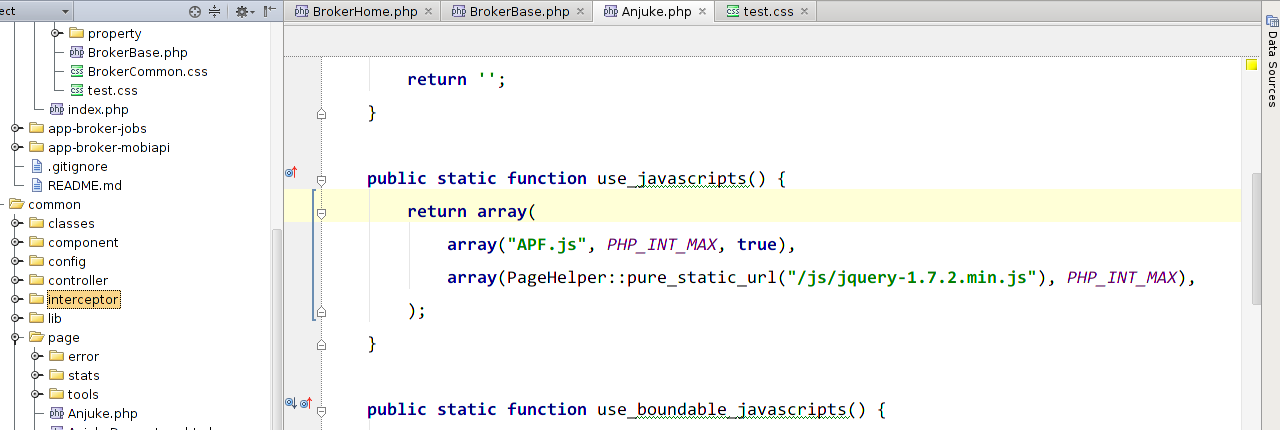 ect
BrokerHome.php
BrokerBase.php
Anjuke.php
test.css
property
BrokerBase.php
BrokerCommon.css
test.css
index.php
app-broker-jobs
app-broker-mobiapi
.gitignore
README.md
common
classes
component
config
controller
interceptor
lib
page
error
stats
tools
Anjuke.php
return '';
}
public static function use_javascripts() {
return array(
array("APF.js", PHP_INT_MAX, true),
array(PageHelper::pure_static_url("/js/jquery-1.7.2.min.js"), PHP_INT_MAX),
);
}
public static function use_boundable_javascripts() {
Data Sources